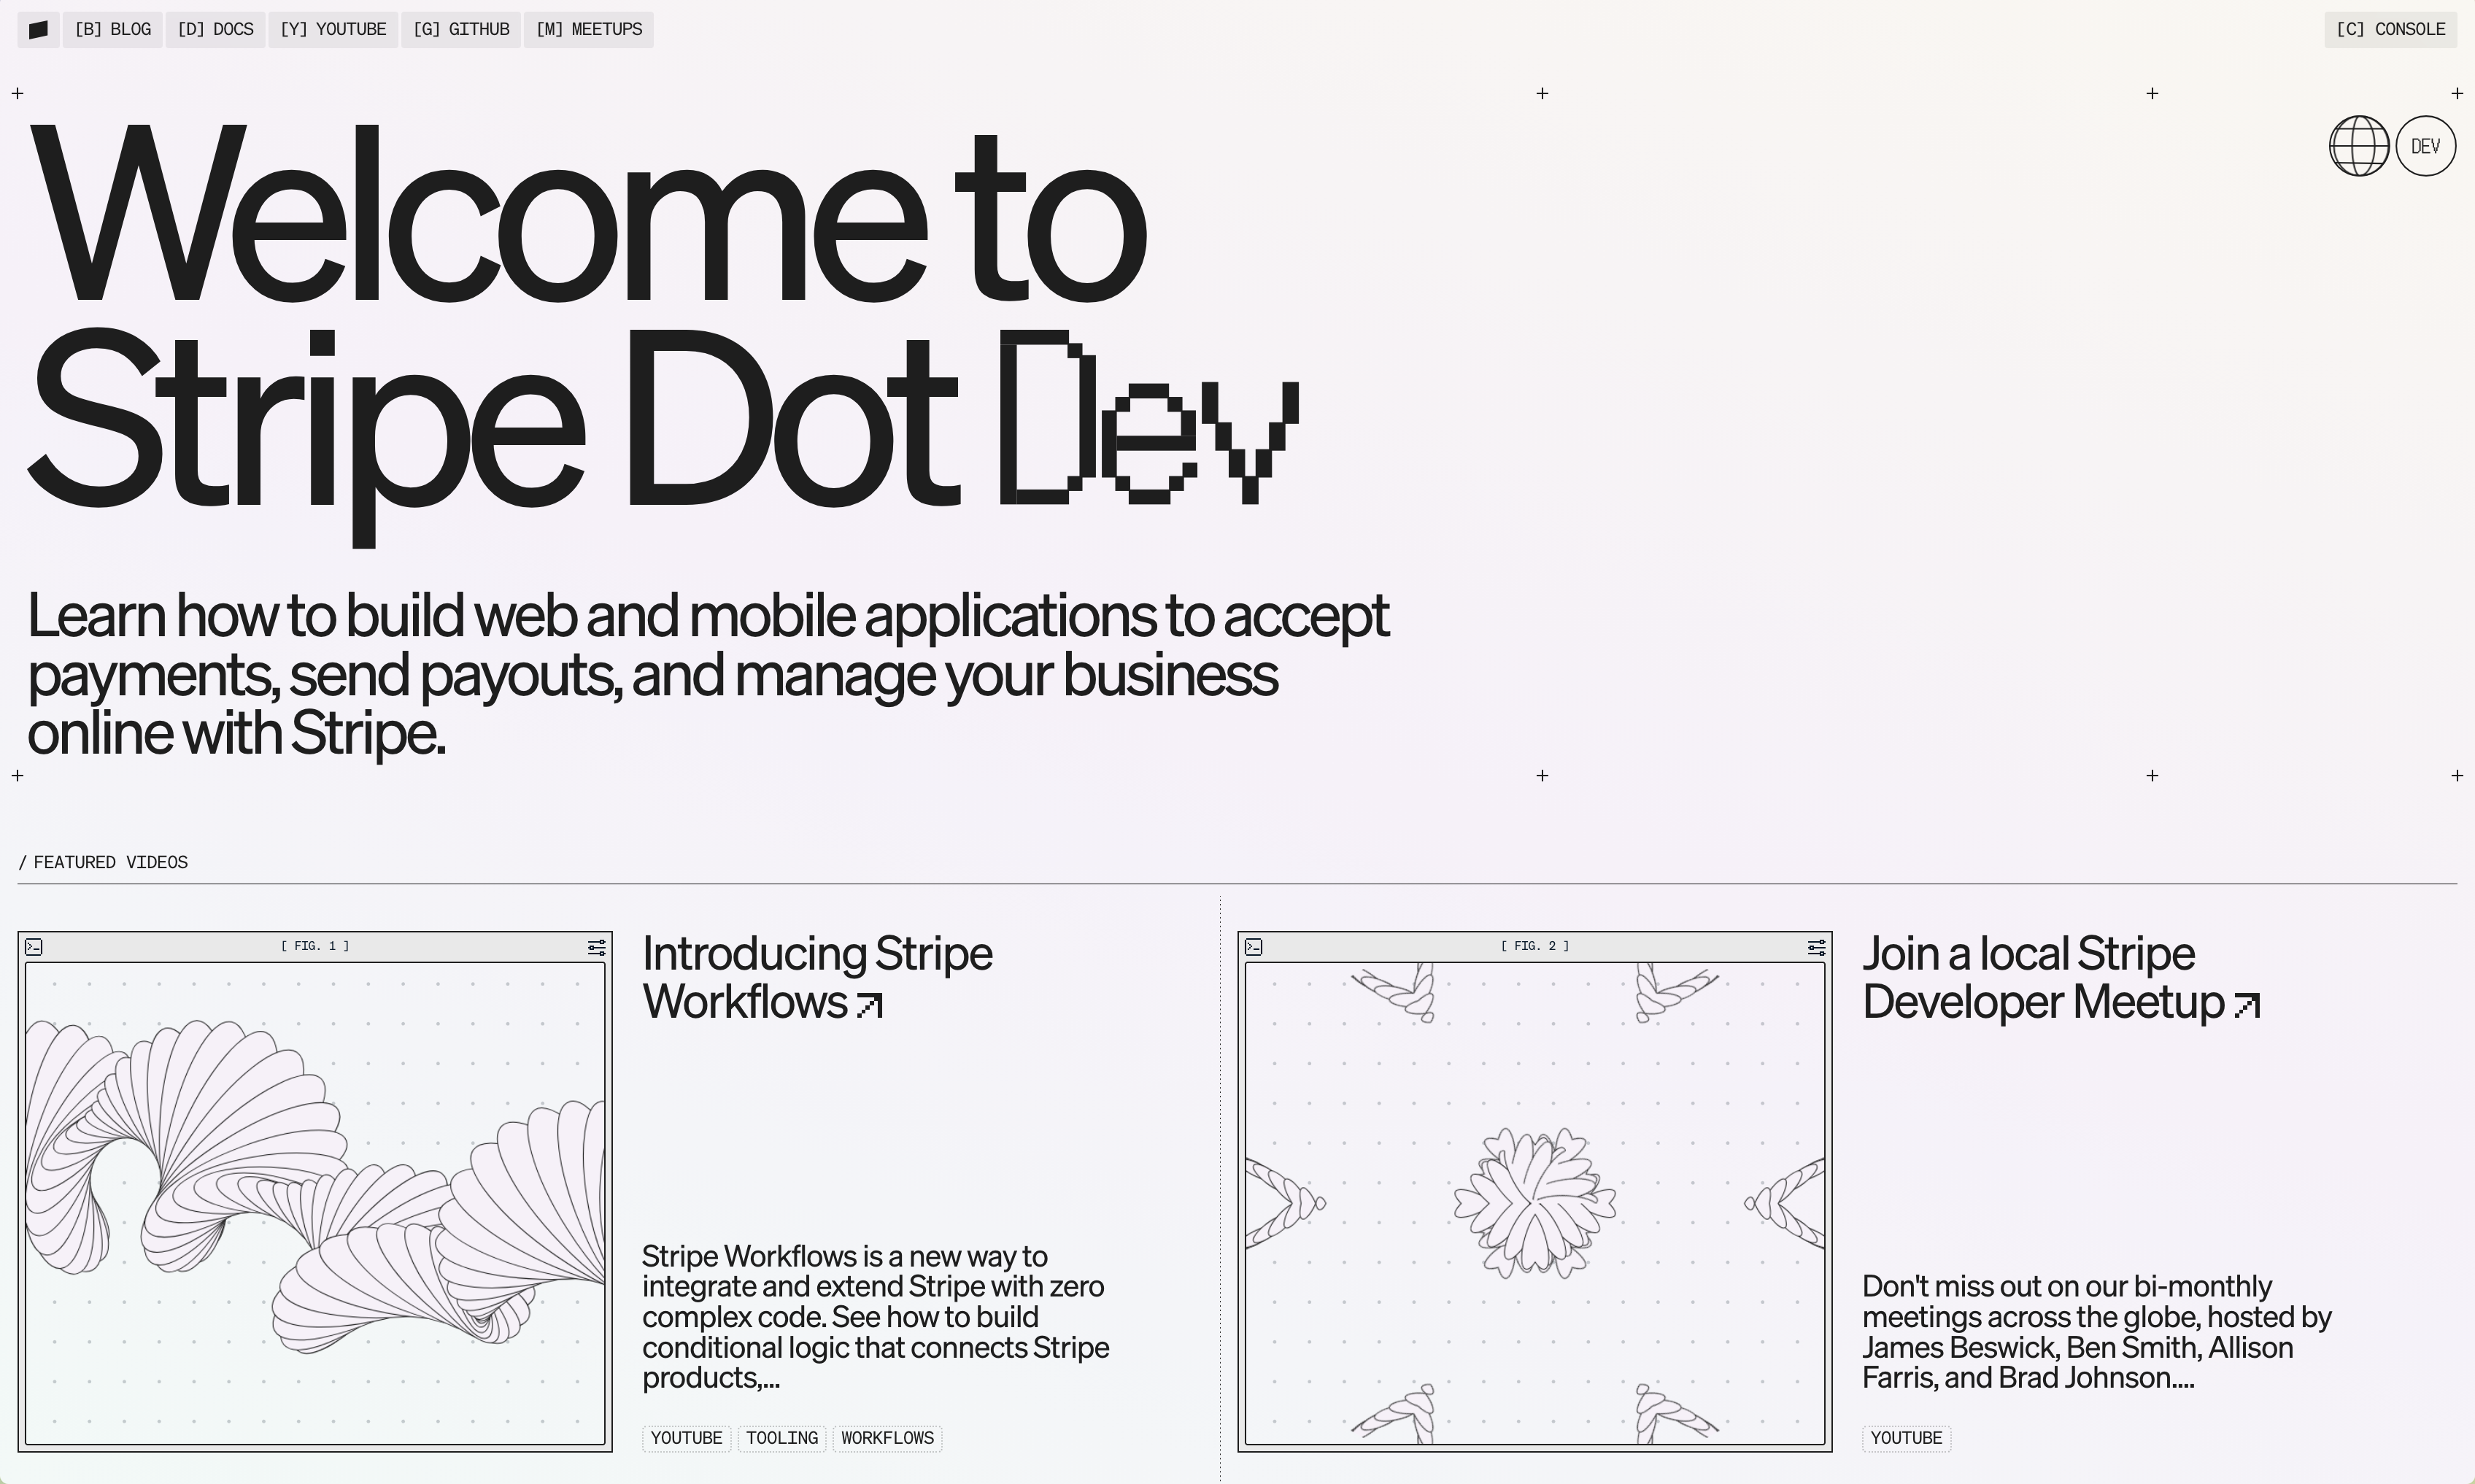 [B] BLOG
[D] DOCS
[Y] YOUTUBE
[G] GITHUB
[M] MEETUPS
[C] CONSOLE
Welcome to
Stripe Dot Dev
DEV
Learn how to build web and mobile applications to accept
payments, send payouts, and manage your business
online with Stripe.
/ FEATURED VIDEOS
[ FIG. 1 ]
Introducing Stripe
Workflows
Stripe Workflows is a new way to
integrate and extend Stripe with zero
complex code. See how to build
conditional logic that connects Stripe
products,...
YOUTUBE
TOOLING
WORKFLOWS
[ FIG. 2 ]
Join a local Stripe
Developer Meetup
Don't miss out on our bi-monthly
meetings across the globe, hosted by
James Beswick, Ben Smith, Allison
Farris, and Brad Johnson....
YOUTUBE